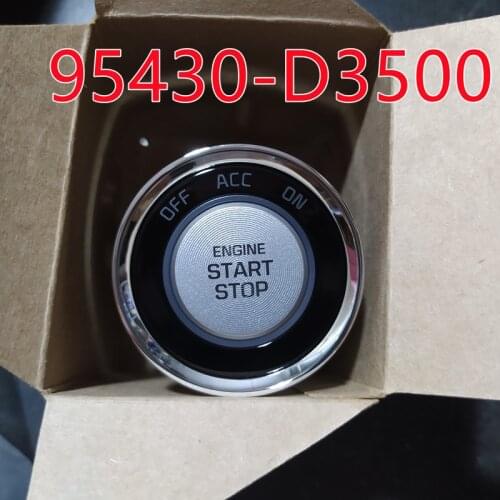 95430-D3500
OFF ACC ON
ENGINE
START
STOP